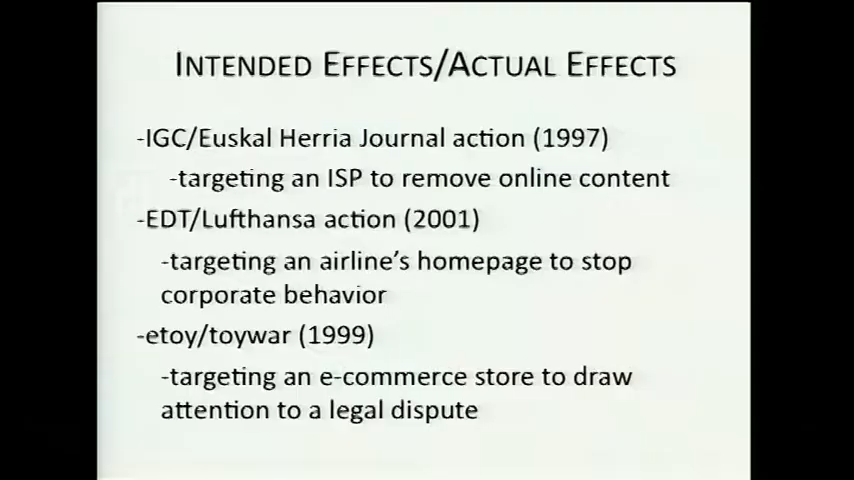 INTENDED EFFECTS/ACTUAL EFFECTS
-IGC/Euskal Herria Journal action (1997)
-targeting an ISP to remove online content
-EDT/Lufthansa action (2001)
-targeting an airline's homepage to stop
corporate behavior
-etoy/toywar (1999)
-targeting an e-commerce store to draw
attention to a legal dispute